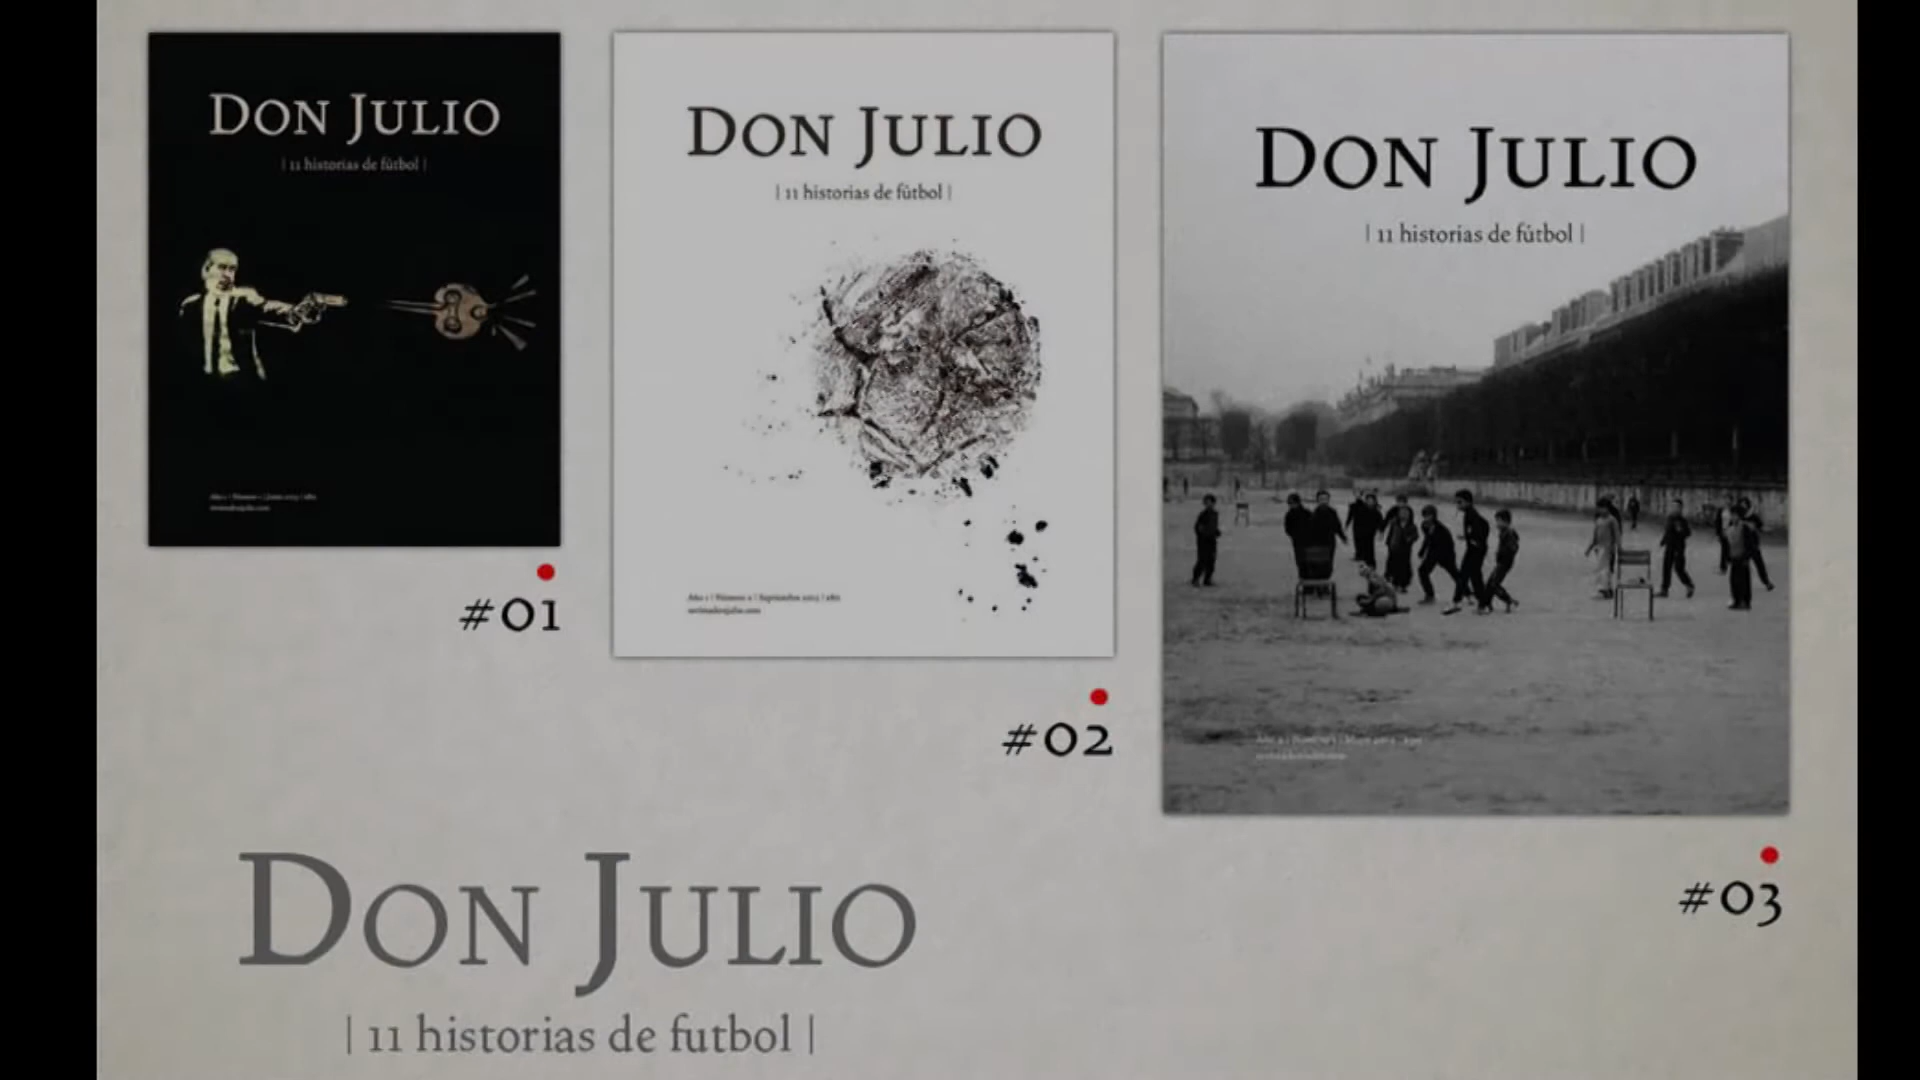 DON JULIO
| 11 historias de fútbol |
#01
DON JULIO
| 11 historias de fútbol |
#02
DON JULIO
| 11 historias de fútbol |
#03
DON JULIO
| 11 historias de futbol |